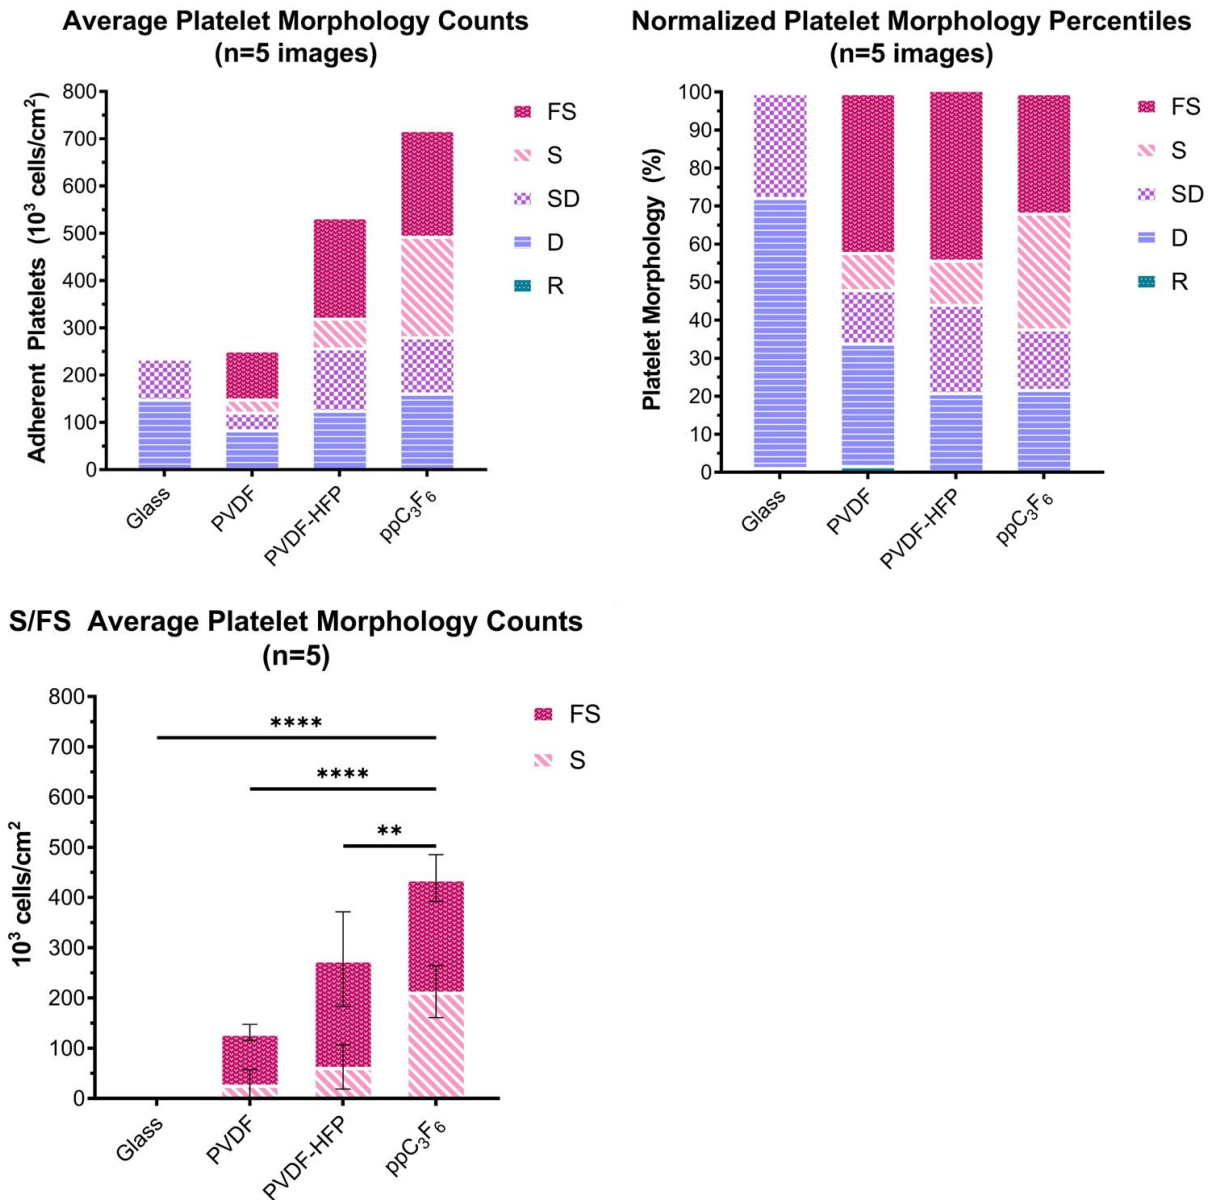 Average Platelet Morphology Counts
(n=5 images)
Adherent Platelets (10³ cells/cm²)
800
700
600
500
400
300
200
100
0
Glass
PVDF
PVDF-HFP
ppC₃F₆
FS
S
SD
D
R
Normalized Platelet Morphology Percentiles
(n=5 images)
Platelet Morphology (%)
100
90
80
70
60
50
40
30
20
10
0
Glass
PVDF
PVDF-HFP
ppC₃F₆
FS
S
SD
D
R
S/FS Average Platelet Morphology Counts
(n=5)
10³ cells/cm²
800
700
600
500
400
300
200
100
0
****
****
**
Glass
PVDF
PVDF-HFP
ppC₃F₆
FS
S